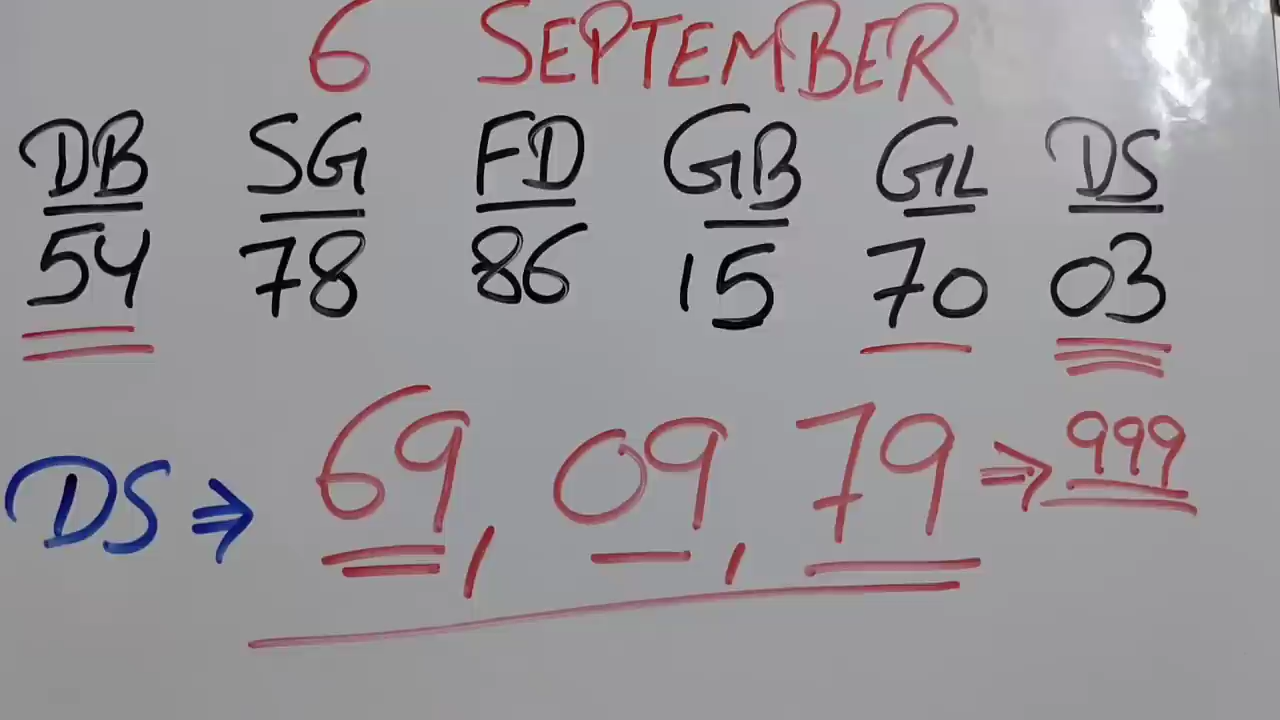 6 SEPTEMBER
DB SG FD GB GL DS
54 78 86 15 70 03
DS ⇒ 69, 09, 79 ⇒ 999